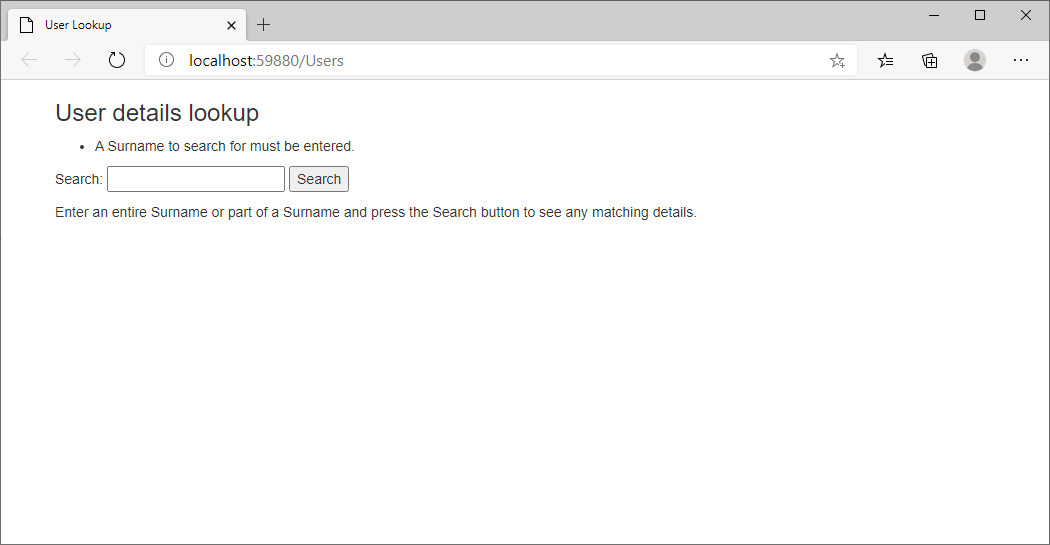 User Lookup
localhost:59880/Users
User details lookup
• A Surname to search for must be entered.
Search: Search
Enter an entire Surname or part of a Surname and press the Search button to see any matching details.